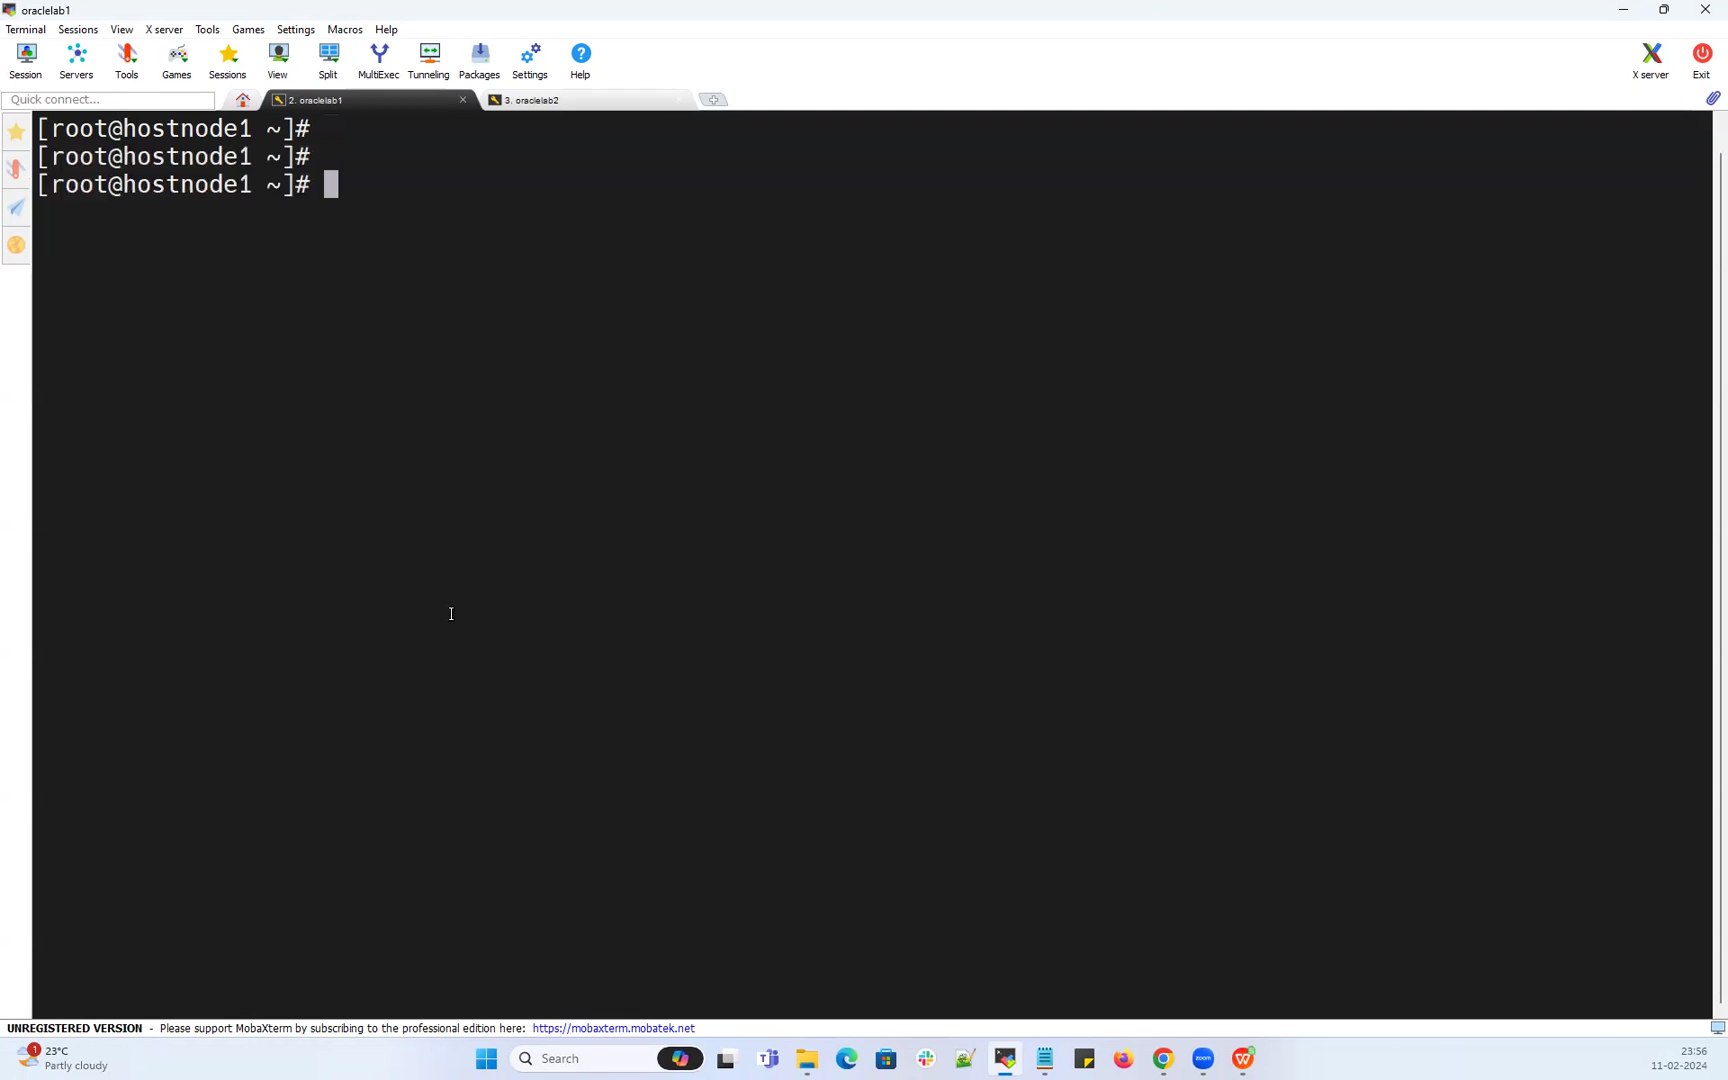 oraclelab1
Terminal Sessions View X server Tools Games Settings Macros Help
Session Servers Tools Games Sessions View Split MultiExec Tunneling Packages Settings Help X server Exit
Quick connect... 2. oraclelab1 3. oraclelab2
[root@hostnode1 ~]#
[root@hostnode1 ~]#
[root@hostnode1 ~]#
UNREGISTERED VERSION - Please support MobaXterm by subscribing to the professional edition here: https://mobaxterm.mobatek.net
1 23°C Search zoom 23:56
Partly cloudy 11-02-2024